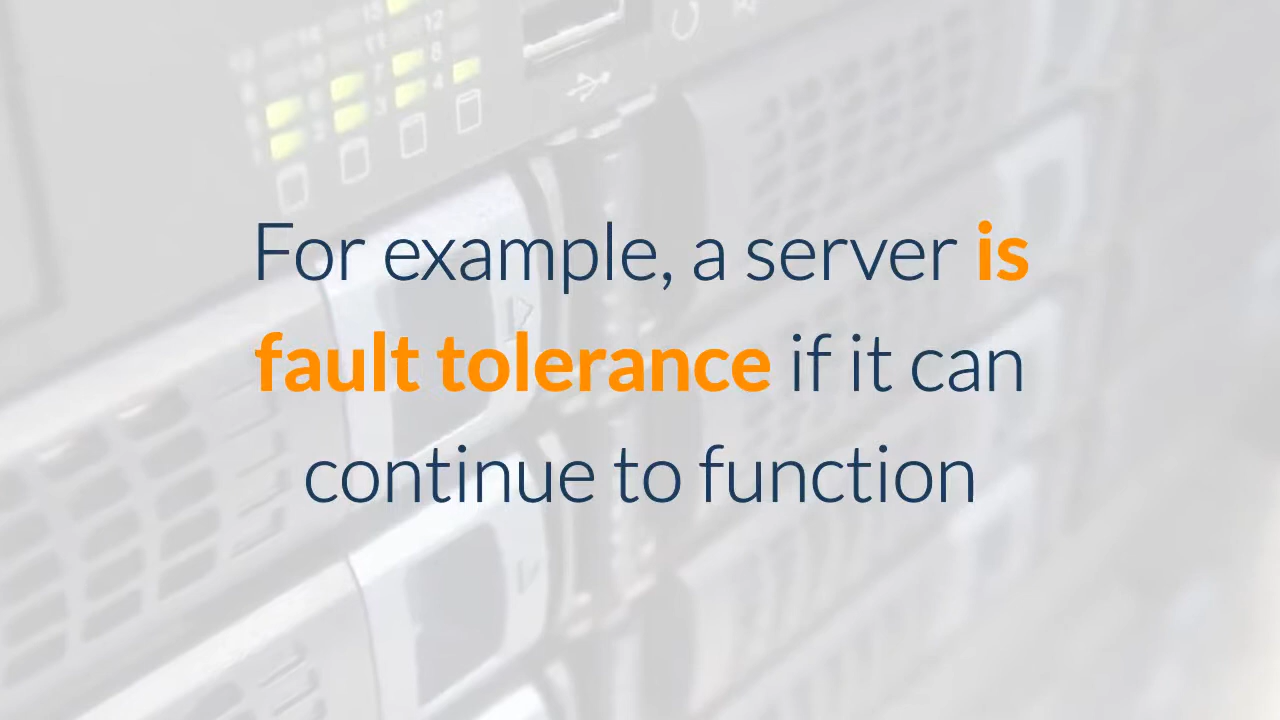 For example, a server is
fault tolerance if it can
continue to function